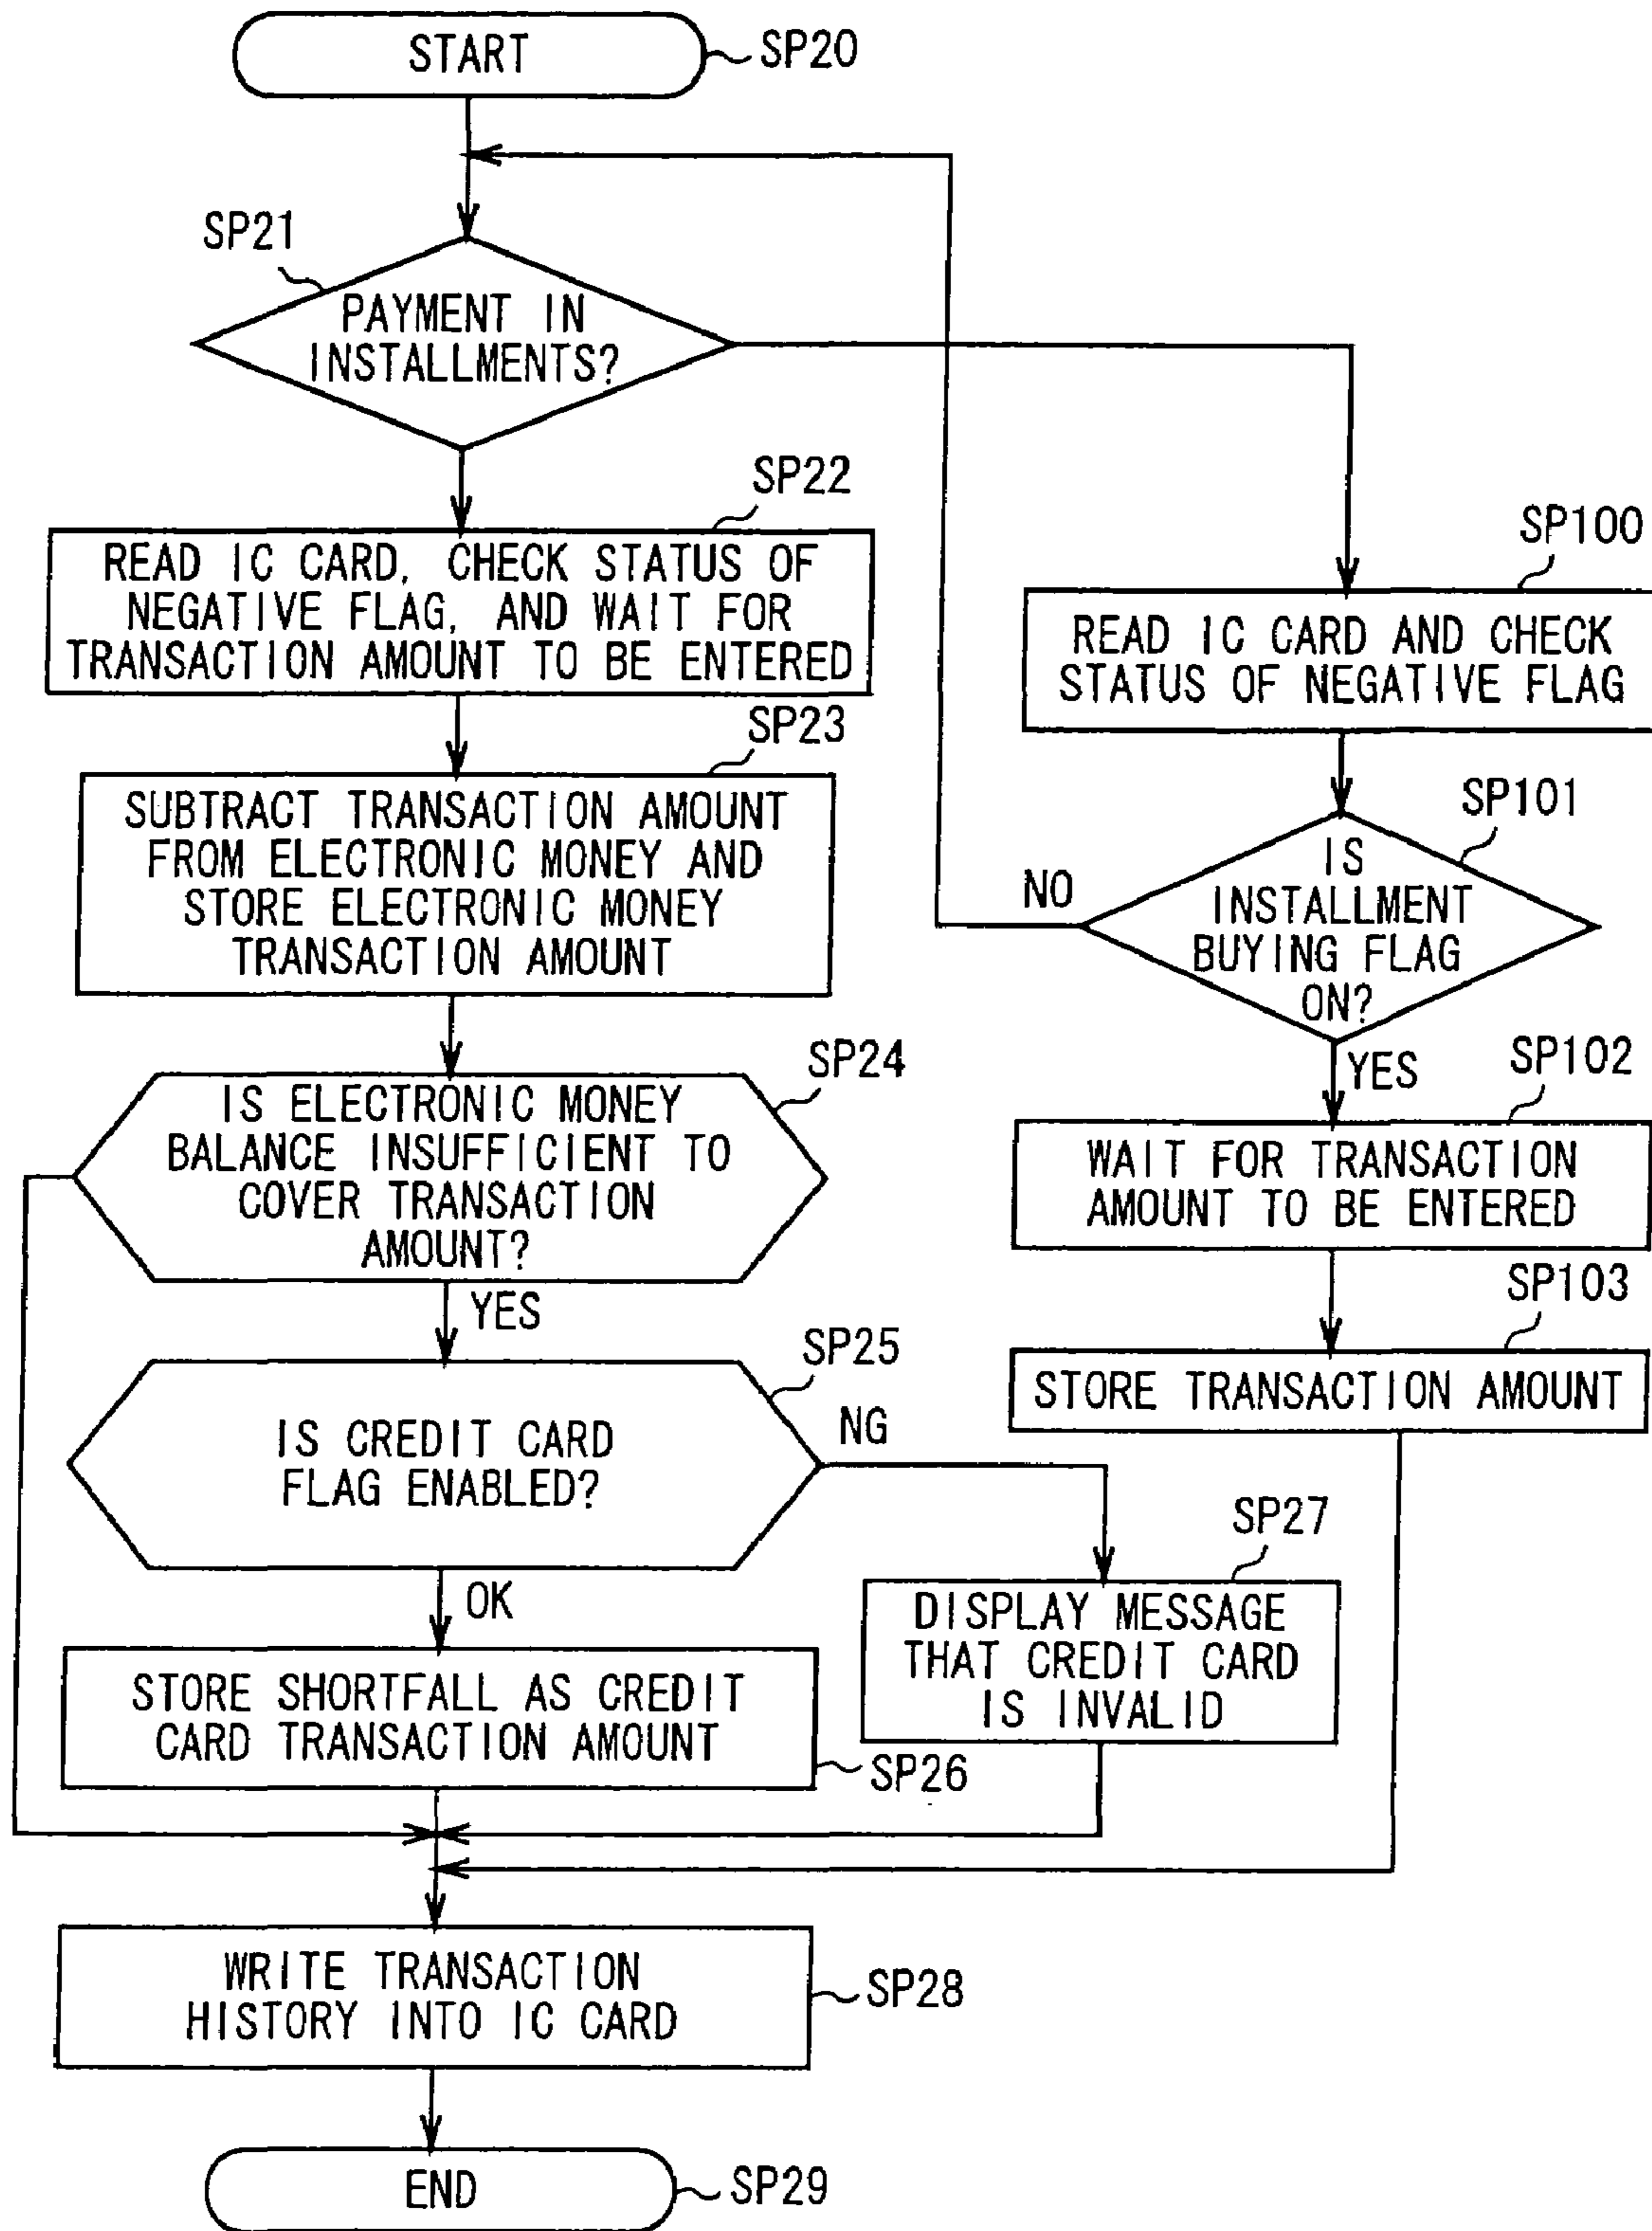 START
SP20
SP21
PAYMENT IN
INSTALLMENTS?
SP22
READ IC CARD, CHECK STATUS OF
NEGATIVE FLAG, AND WAIT FOR
TRANSACTION AMOUNT TO BE ENTERED
SP100
READ IC CARD AND CHECK
STATUS OF NEGATIVE FLAG
SP23
SUBTRACT TRANSACTION AMOUNT
FROM ELECTRONIC MONEY AND
STORE ELECTRONIC MONEY
TRANSACTION AMOUNT
SP101
IS
INSTALLMENT
BUYING FLAG
ON?
NO
YES
SP24
IS ELECTRONIC MONEY
BALANCE INSUFFICIENT TO
COVER TRANSACTION
AMOUNT?
YES
SP102
WAIT FOR TRANSACTION
AMOUNT TO BE ENTERED
SP103
STORE TRANSACTION AMOUNT
SP25
IS CREDIT CARD
FLAG ENABLED?
NG
OK
SP27
DISPLAY MESSAGE
THAT CREDIT CARD
IS INVALID
STORE SHORTFALL AS CREDIT
CARD TRANSACTION AMOUNT
SP26
WRITE TRANSACTION
HISTORY INTO IC CARD
SP28
END
SP29